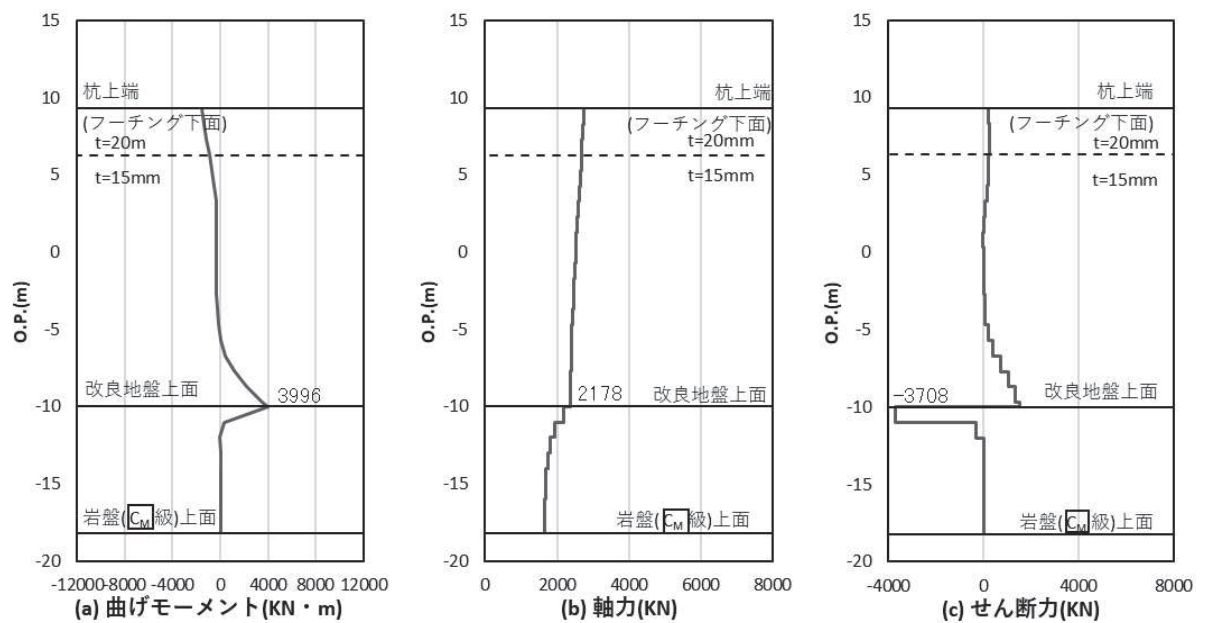 15
10
5
0
-5
-10
-15
-20
O.P.(m)
杭上端
(フーチング下面)
t=20m
t=15mm
改良地盤上面
3996
岩盤(CM級)上面
-12000
-8000
-4000
0
4000
8000
12000
(a) 曲げモーメント(KN・m)
15
10
5
0
-5
-10
-15
-20
O.P.(m)
杭上端
(フーチング下面)
t=20mm
t=15mm
2178
改良地盤上面
岩盤(CM級)上面
0
2000
4000
6000
8000
(b) 軸力(KN)
15
10
5
0
-5
-10
-15
-20
O.P.(m)
杭上端
(フーチング下面)
t=20mm
t=15mm
-3708
改良地盤上面
岩盤(CM級)上面
-4000
0
4000
8000
(c) せん断力(KN)